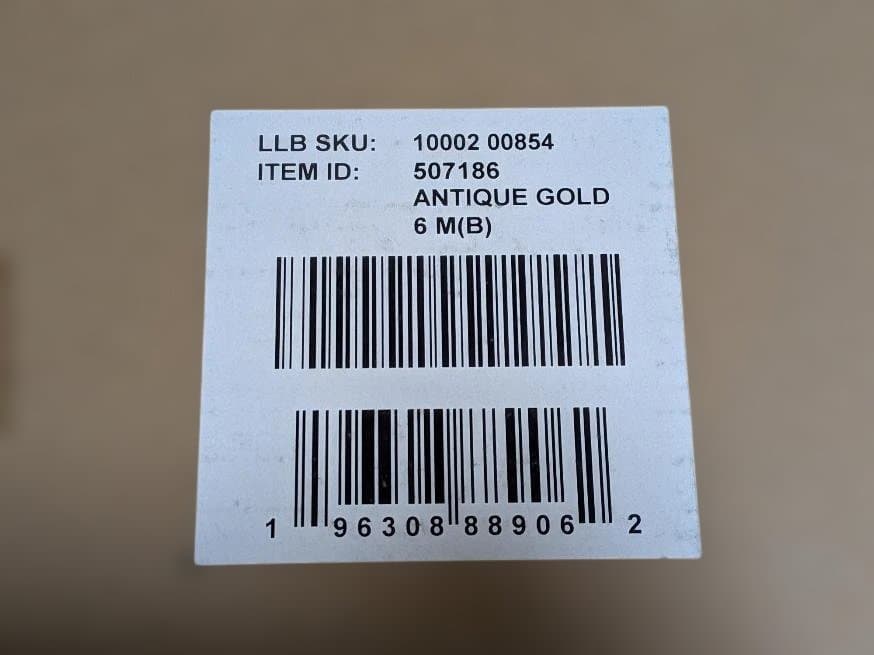 LLB SKU: 10002 00854
ITEM ID: 507186
ANTIQUE GOLD
6 M(B)
1 96308 88906 2